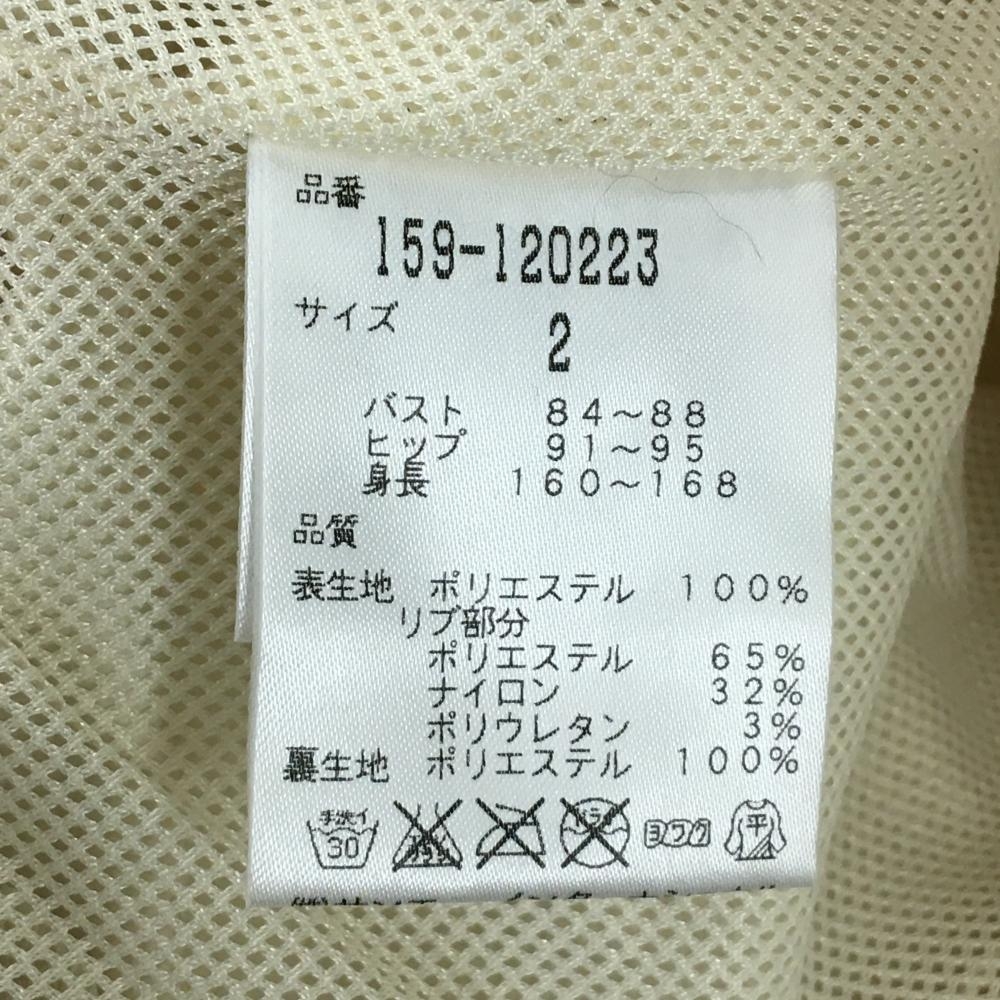 品番
159-120223
サイズ
2
バスト 84〜88
ヒップ 91〜95
身長 160〜168
品質
表生地 ポリエステル 100%
リブ部分
ポリエステル 65%
ナイロン 32%
ポリウレタン 3%
裏生地 ポリエステル 100%
手洗イ
30
ヨワク
平